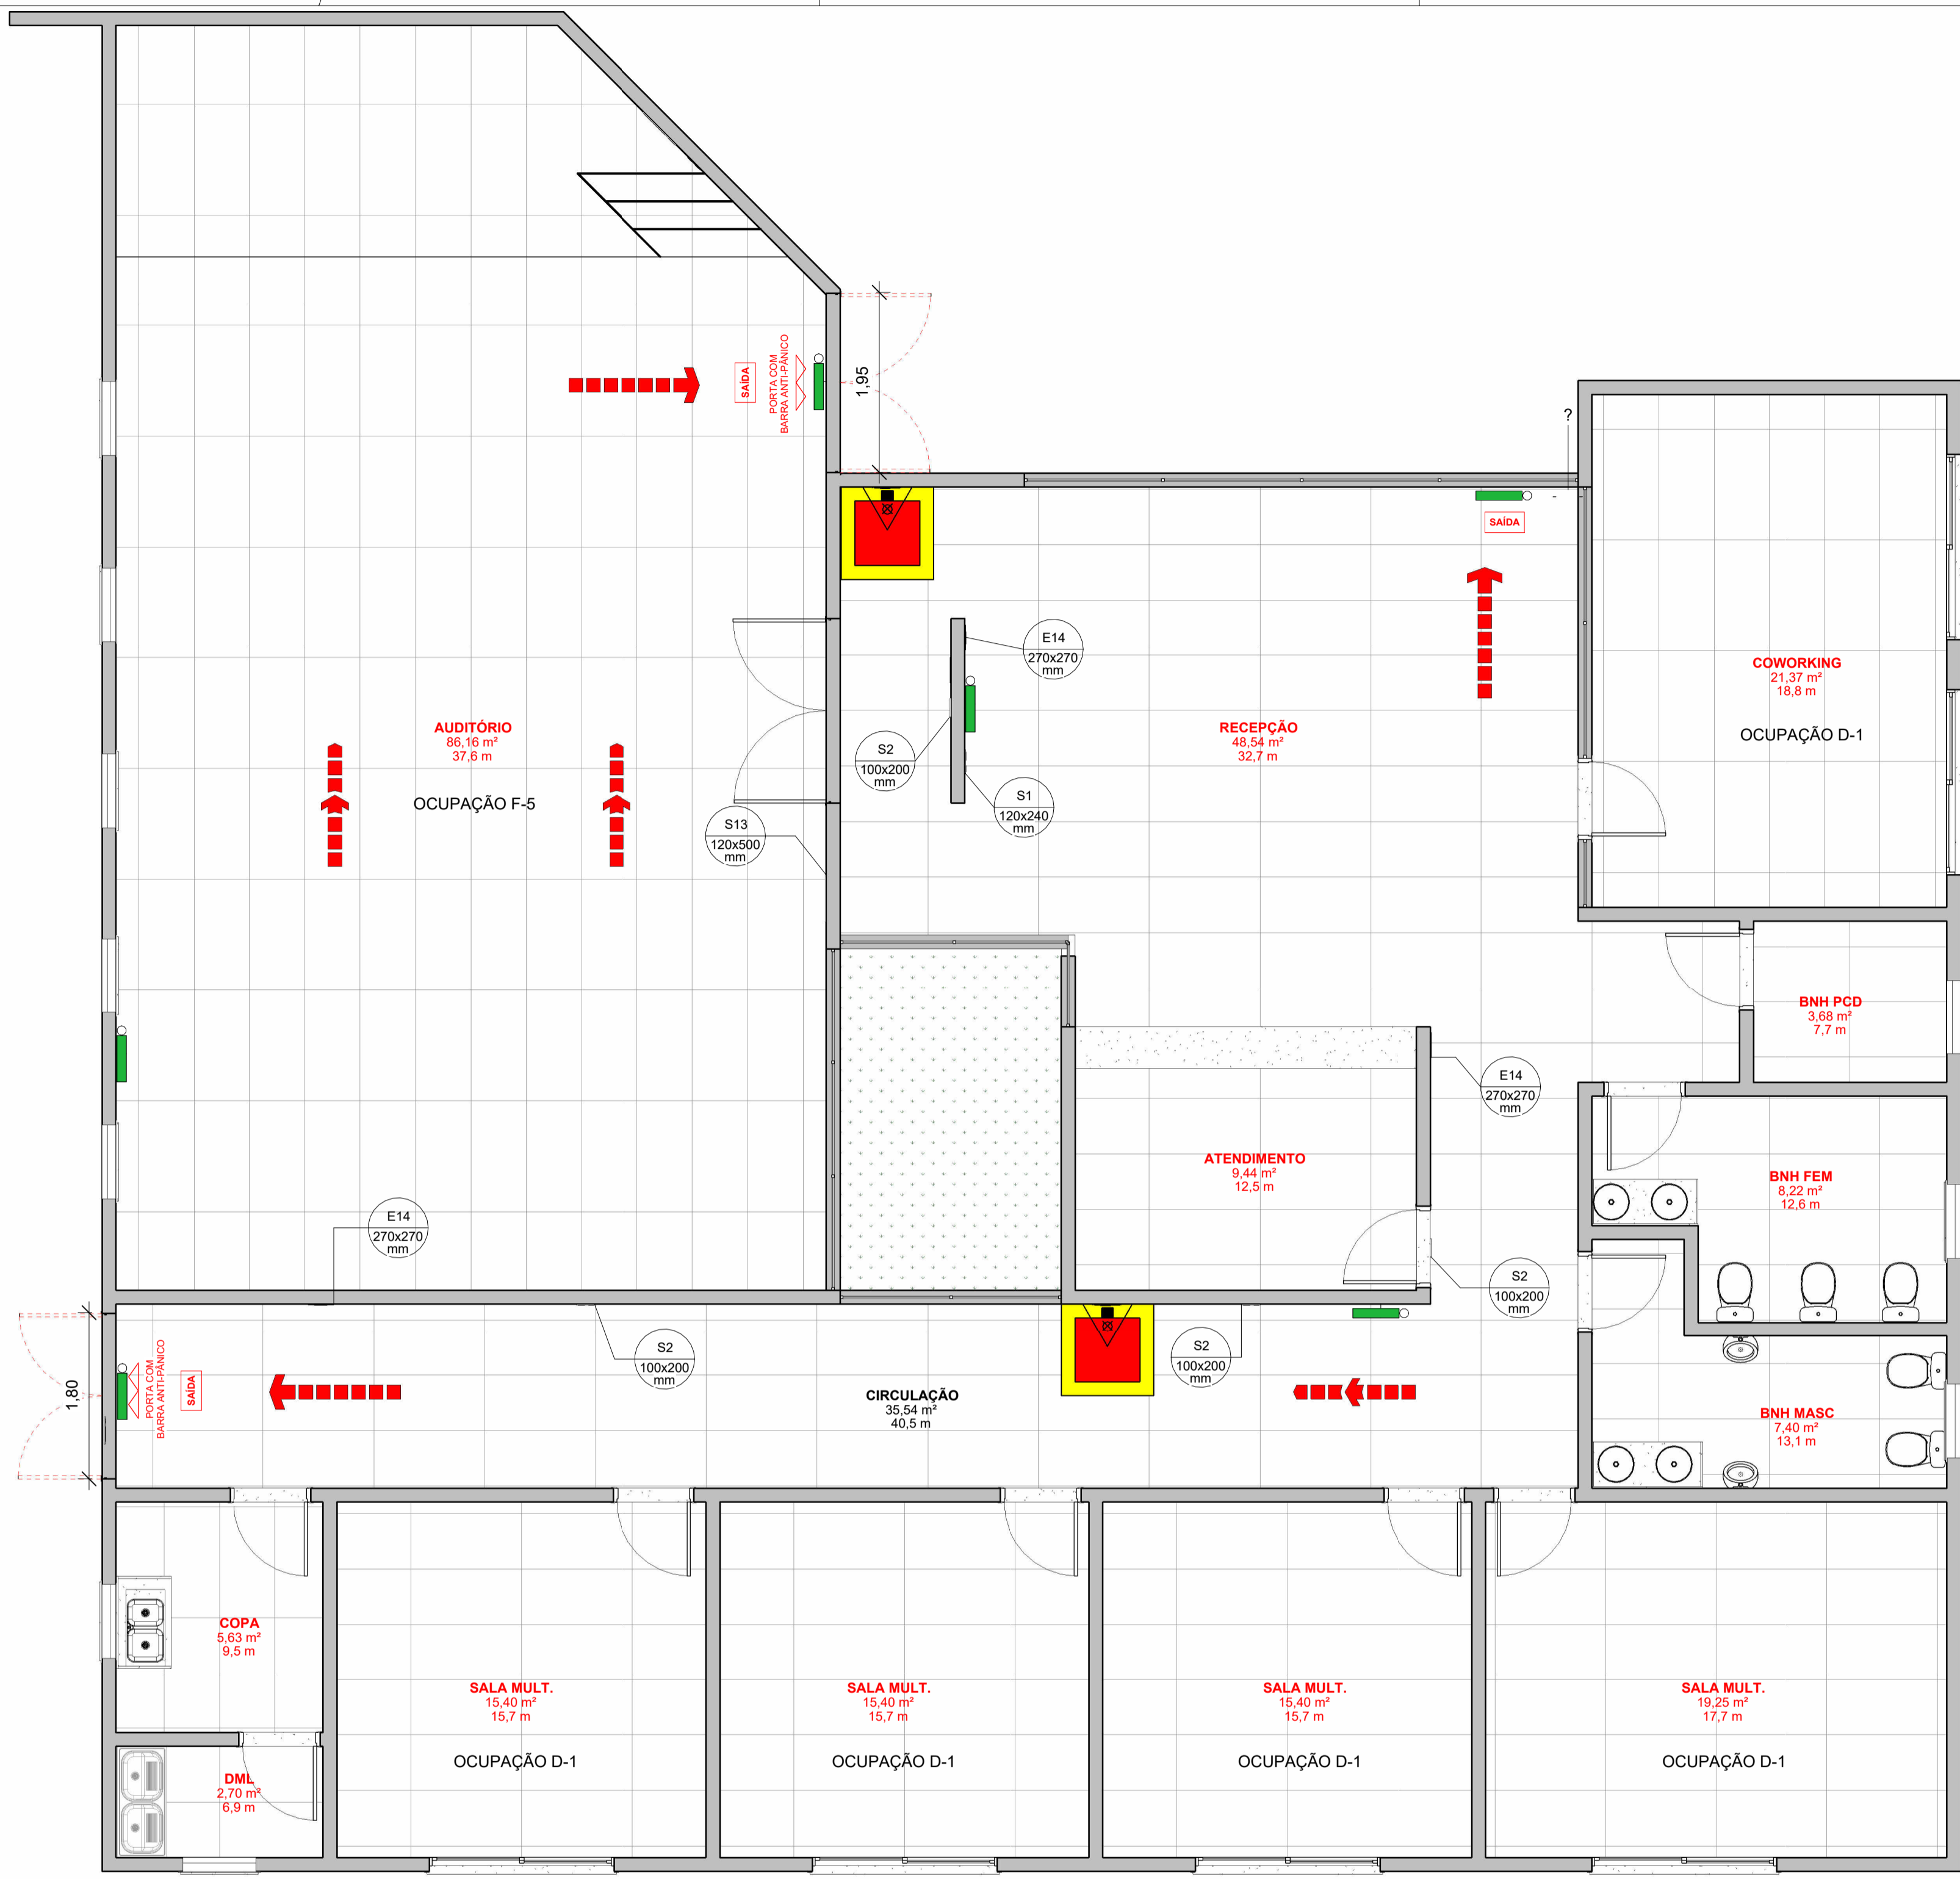 SAÍDA
PORTA COM
BARRA ANTI-PÂNICO
1,95
?
SAÍDA
E14
270x270
mm
COWORKING
21,37 m²
18,8 m
OCUPAÇÃO D-1
AUDITÓRIO
86,16 m²
37,6 m
OCUPAÇÃO F-5
RECEPÇÃO
48,54 m²
32,7 m
S2
100x200
mm
S1
120x240
mm
S13
120x500
mm
BNH PCD
3,68 m²
7,7 m
E14
270x270
mm
ATENDIMENTO
9,44 m²
12,5 m
BNH FEM
8,22 m²
12,6 m
E14
270x270
mm
S2
100x200
mm
1,80
PORTA COM
BARRA ANTI-PÂNICO
SAÍDA
S2
100x200
mm
S2
100x200
mm
CIRCULAÇÃO
35,54 m²
40,5 m
BNH MASC
7,40 m²
13,1 m
COPA
5,63 m²
9,5 m
SALA MULT.
15,40 m²
15,7 m
OCUPAÇÃO D-1
SALA MULT.
15,40 m²
15,7 m
OCUPAÇÃO D-1
SALA MULT.
15,40 m²
15,7 m
OCUPAÇÃO D-1
SALA MULT.
19,25 m²
17,7 m
OCUPAÇÃO D-1
DML
2,70 m²
6,9 m